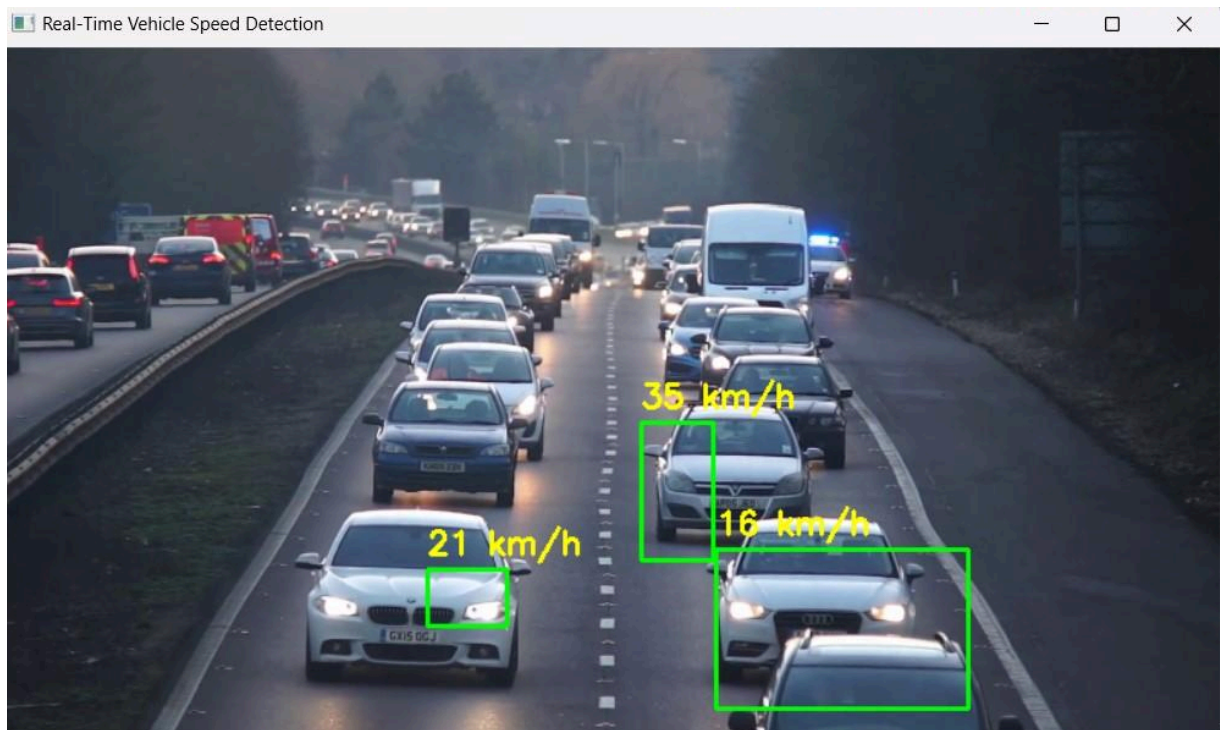 Real-Time Vehicle Speed Detection
35 km/h
16 km/h
21 km/h
GX15 OGJ